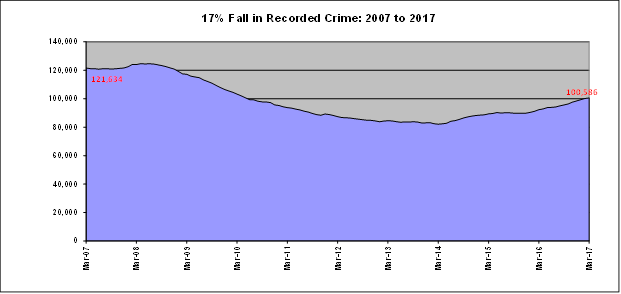 17% Fall in Recorded Crime: 2007 to 2017
140,000
120,000
100,000
80,000
60,000
40,000
20,000
0
121,634
100,586
Mar-07
Mar-08
Mar-09
Mar-10
Mar-11
Mar-12
Mar-13
Mar-14
Mar-15
Mar-16
Mar-17